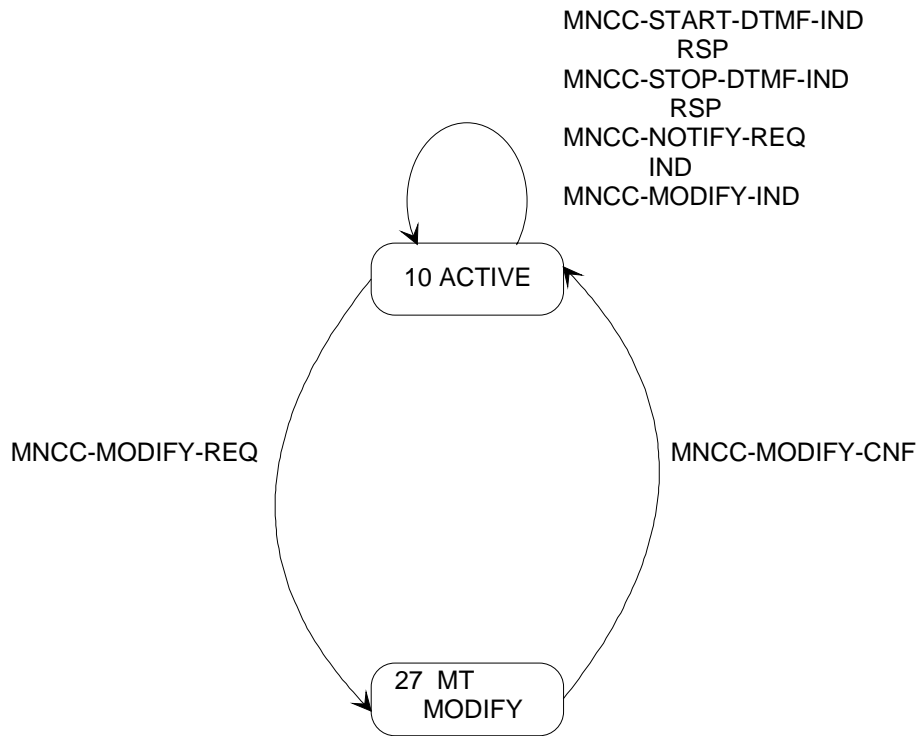 MNCC-START-DTMF-IND
RSP
MNCC-STOP-DTMF-IND
RSP
MNCC-NOTIFY-REQ
IND
MNCC-MODIFY-IND
10 ACTIVE
MNCC-MODIFY-REQ
MNCC-MODIFY-CNF
27 MT
MODIFY